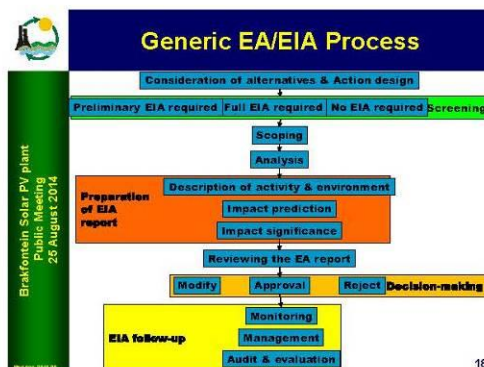 Generic EA/EIA Process
Brakfontein Solar PV plant
Public Meeting
25 August 2014
Consideration of alternatives & Action design
Preliminary EIA required Full EIA required No EIA required Screening
Scoping
Analysis
Preparation
of EIA
report
Description of activity & environment
Impact prediction
Impact significance
Reviewing the EA report
Modify Approval Reject Decision-making
EIA follow-up
Monitoring
Management
Audit & evaluation
18